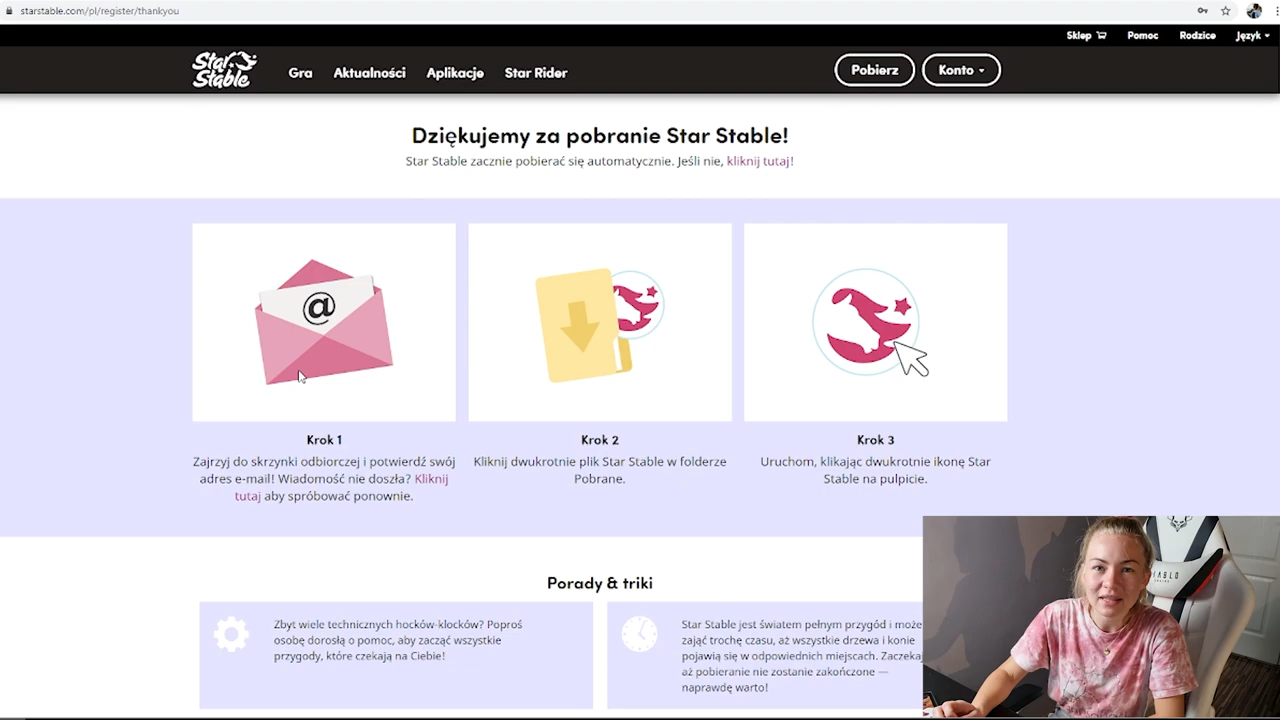 starstable.com/pl/register/thankyou
Sklep Pomoc Rodzice Język
Star Stable
Gra Aktualności Aplikacje Star Rider Pobierz Konto
Dziękujemy za pobranie Star Stable!
Star Stable zacznie pobierać się automatycznie. Jeśli nie, kliknij tutaj!
@
Krok 1
Zajrzyj do skrzynki odbiorczej i potwierdź swój
adres e-mail! Wiadomość nie doszła? Kliknij
tutaj aby spróbować ponownie.
Krok 2
Kliknij dwukrotnie plik Star Stable w folderze
Pobrane.
Krok 3
Uruchom, klikając dwukrotnie ikonę Star
Stable na pulpicie.
Porady & triki
Zbyt wiele technicznych hocków-klocków? Poproś
osobę dorosłą o pomoc, aby zacząć wszystkie
przygody, które czekają na Ciebie!
Star Stable jest światem pełnym przygód i może
zająć trochę czasu, aż wszystkie drzewa i konie
pojawią się w odpowiednich miejscach. Zaczekaj
aż pobieranie nie zostanie zakończone —
naprawdę warto!
DIABLO